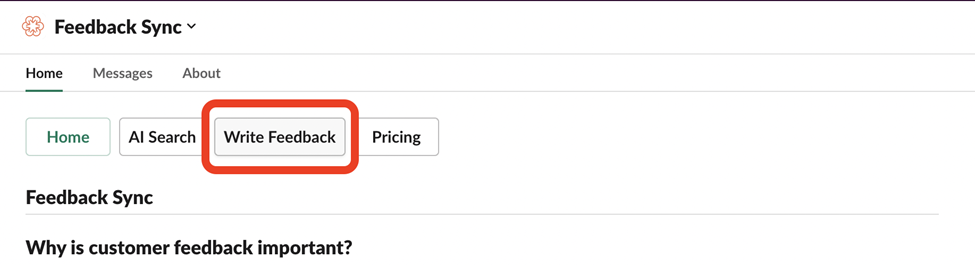 Feedback Sync
Home Messages About
Home AI Search Write Feedback Pricing
Feedback Sync
Why is customer feedback important?